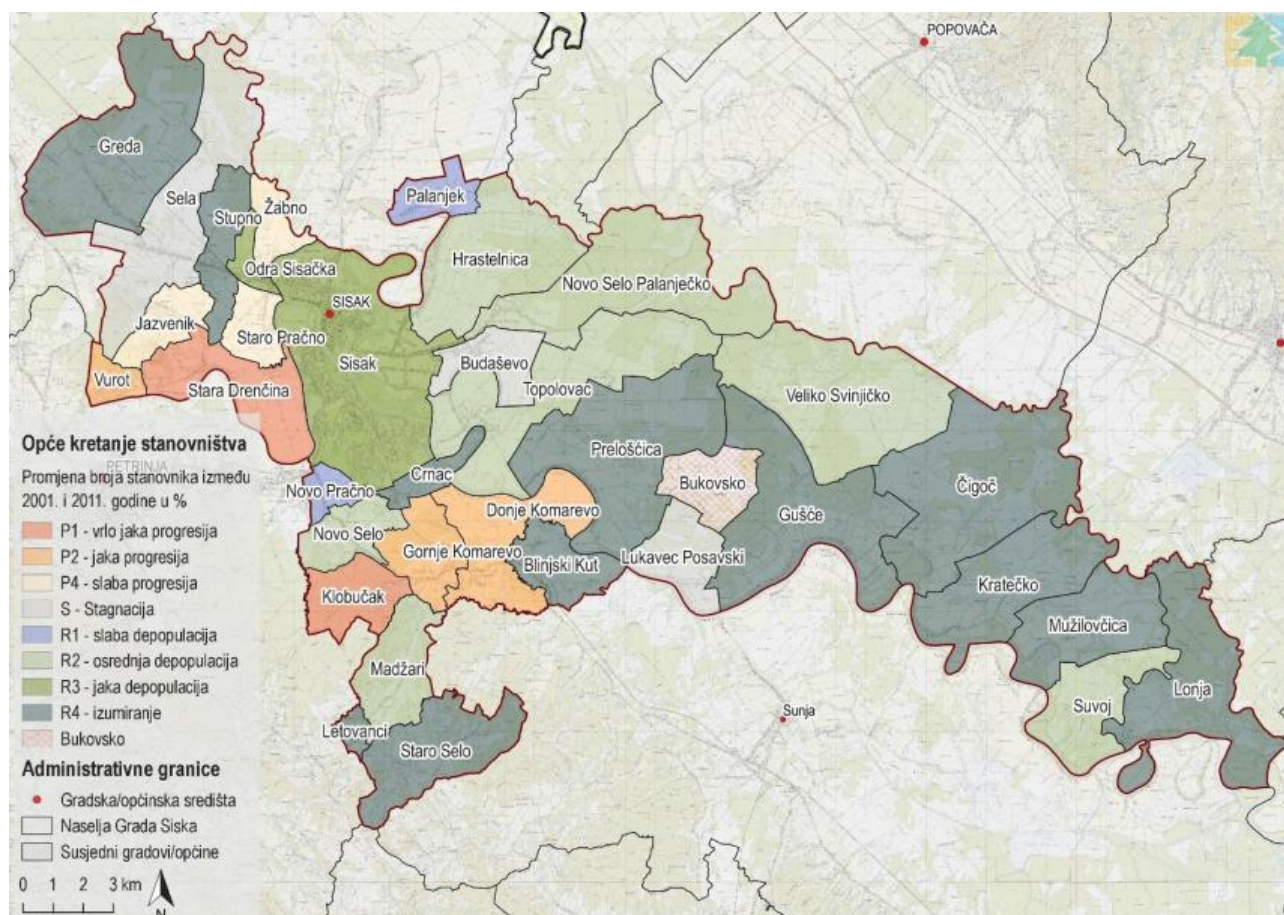 POPOVAČA
Greda
Palanjek
Sela
Žabno
Stupno
Hrastelnica
Odra Sisačka
Novo Selo Palanječko
SISAK
Jazvenik
Staro Pračno
Sisak
Budaševo
Vurot
Stara Drenčina
Topolovac
Veliko Svinjičko
Opće kretanje stanovništva
PETRINJA
Promjena broja stanovnika između
2001. i 2011. godine u %
P1 - vrlo jaka progresija
P2 - jaka progresija
P4 - slaba progresija
S - Stagnacija
R1 - slaba depopulacija
R2 - osrednja depopulacija
R3 - jaka depopulacija
R4 - izumiranje
Bukovsko
Administrativne granice
Gradska/općinska središta
Naselja Grada Siska
Susjedni gradovi/općine
0 1 2 3 km
N
Prelošćica
Crnac
Novo Pračno
Bukovsko
Čigoč
Donje Komarevo
Gušće
Novo Selo
Gornje Komarevo
Blinjski Kut
Lukavec Posavski
Klobučak
Kratečko
Mužilovčica
Madžari
Lonja
Suvoj
Sunja
Letovanci
Staro Selo